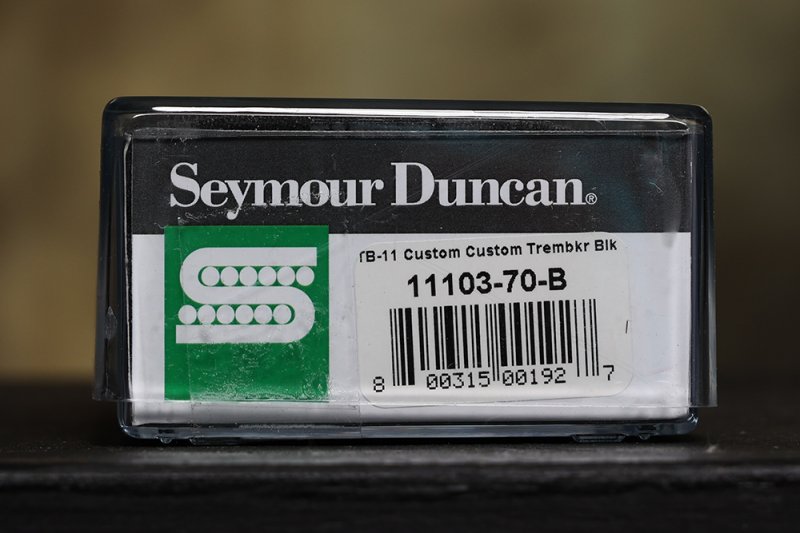 Seymour Duncan®
TB-11 Custom Custom Trembkr Blk
11103-70-B
8 00315 00192 7